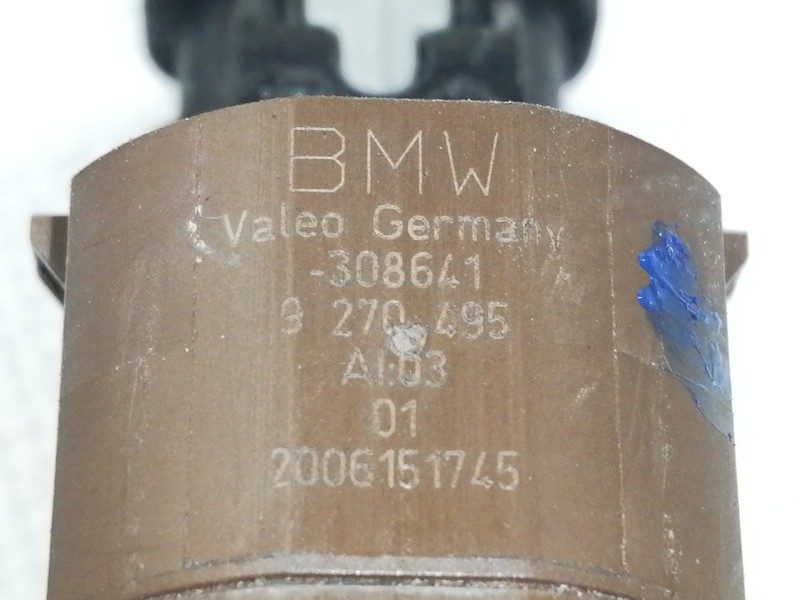 BMW
Valeo Germany
-308641
9 270 495
AI:03
01
2006151745